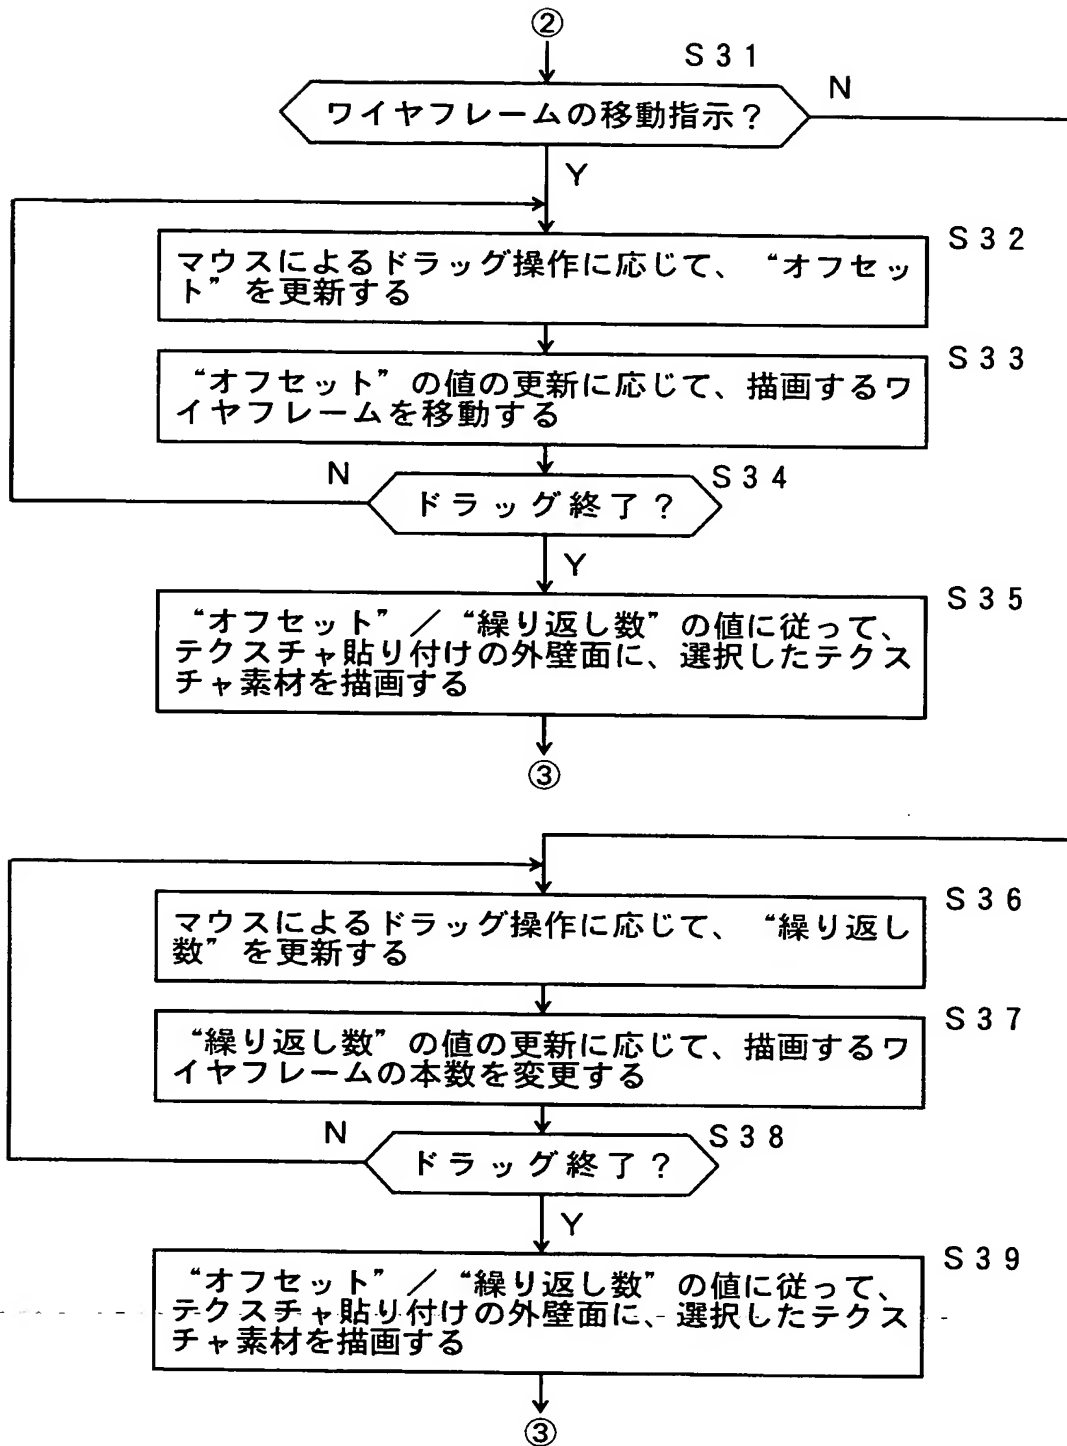 ②
S31
ワイヤフレームの移動指示？
N
Y
S32
マウスによるドラッグ操作に応じて、“オフセッ
ト”を更新する
S33
“オフセット”の値の更新に応じて、描画するワ
イヤフレームを移動する
N
S34
ドラッグ終了？
Y
S35
“オフセット”／“繰り返し数”の値に従って、
テクスチャ貼り付けの外壁面に、選択したテクス
チャ素材を描画する
③
S36
マウスによるドラッグ操作に応じて、“繰り返し
数”を更新する
S37
“繰り返し数”の値の更新に応じて、描画するワ
イヤフレームの本数を変更する
N
S38
ドラッグ終了？
Y
S39
“オフセット”／“繰り返し数”の値に従って、
テクスチャ貼り付けの外壁面に、選択したテクス
チャ素材を描画する
③